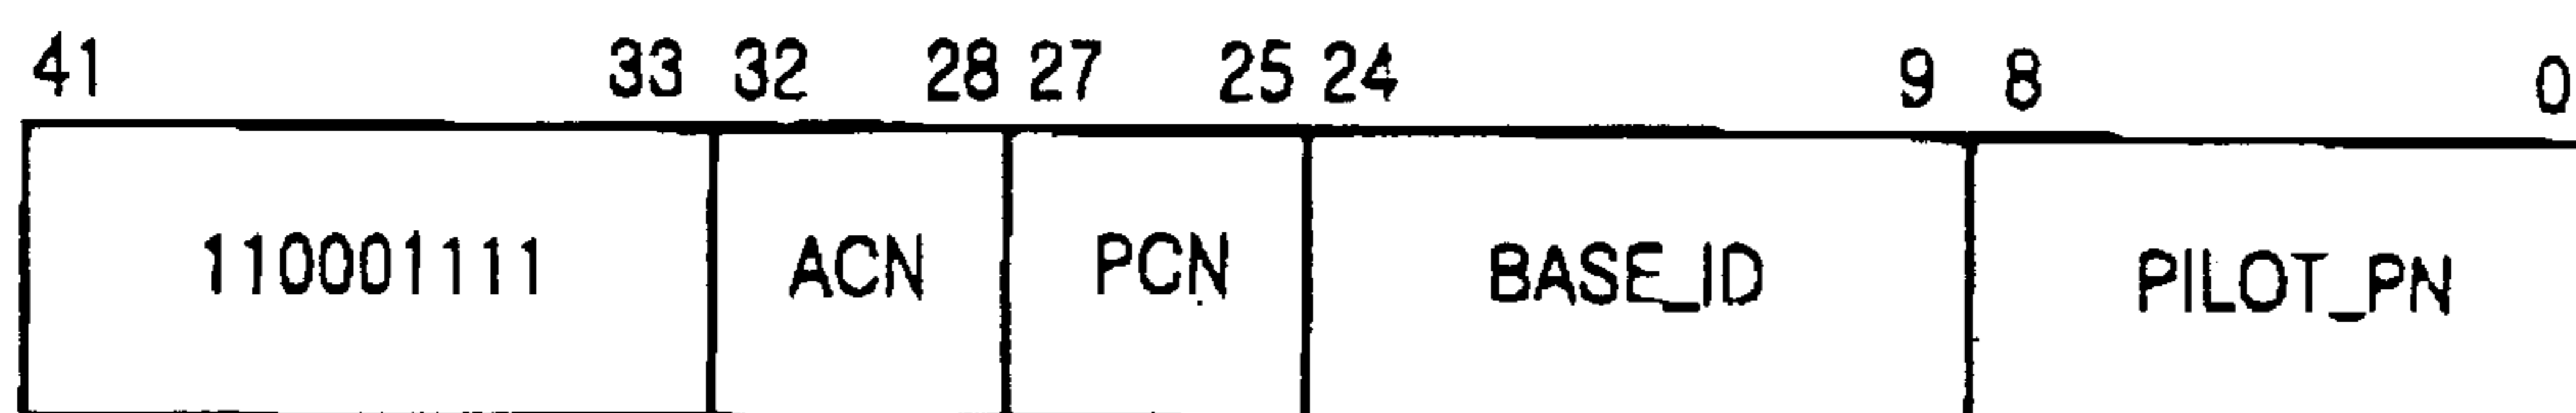 41 33 32 28 27 25 24 9 8 0
110001111 ACN PCN BASE_ID PILOT_PN